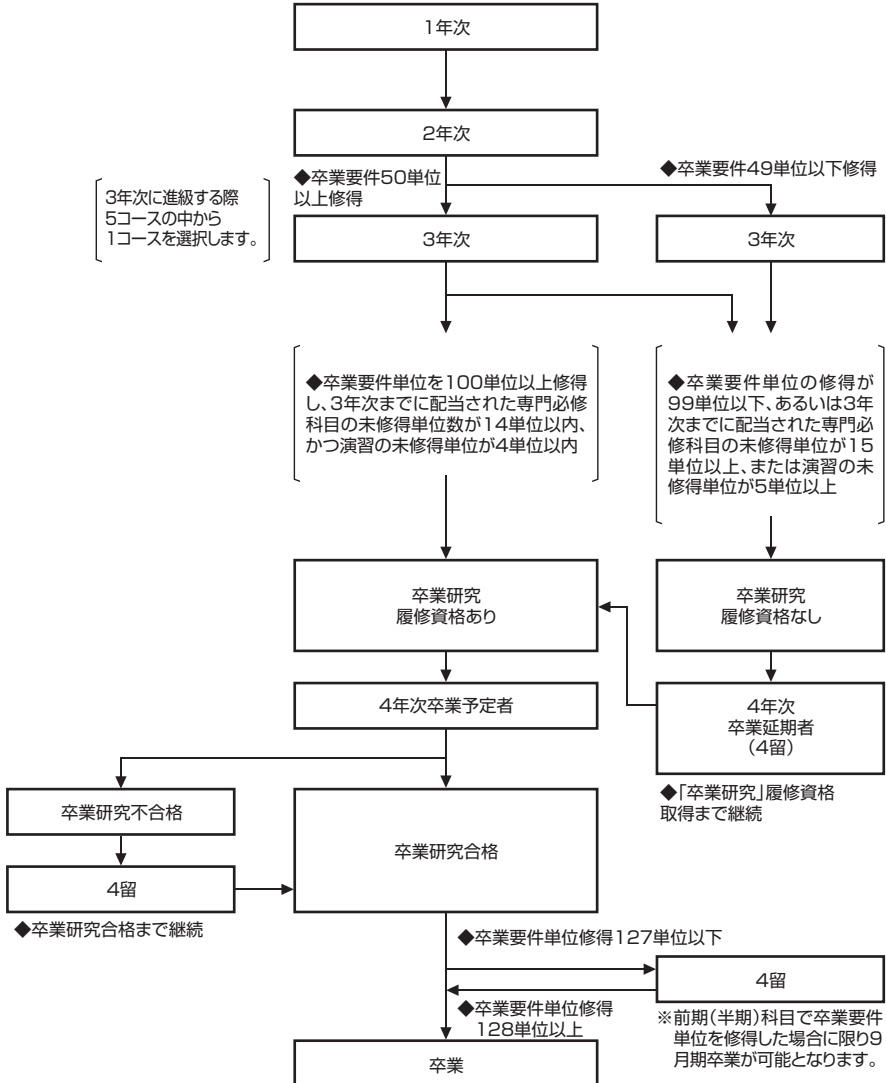 1年次
2年次
◆卒業要件50単位
以上修得
◆卒業要件49単位以下修得
3年次に進級する際
5コースの中から
1コースを選択します。
3年次
3年次
◆卒業要件単位を100単位以上修得
し、3年次までに配当された専門必修
科目の未修得単位数が14単位以内、
かつ演習の未修得単位が4単位以内
◆卒業要件単位の修得が
99単位以下、あるいは3年
次までに配当された専門必
修科目の未修得単位が15
単位以上、または演習の未
修得単位が5単位以上
卒業研究
履修資格あり
卒業研究
履修資格なし
4年次卒業予定者
4年次
卒業延期者
（4留）
◆「卒業研究」履修資格
取得まで継続
卒業研究不合格
卒業研究合格
4留
◆卒業研究合格まで継続
◆卒業要件単位修得127単位以下
4留
◆卒業要件単位修得
128単位以上
※前期（半期）科目で卒業要件
単位を修得した場合に限り9
月期卒業が可能となります。
卒業